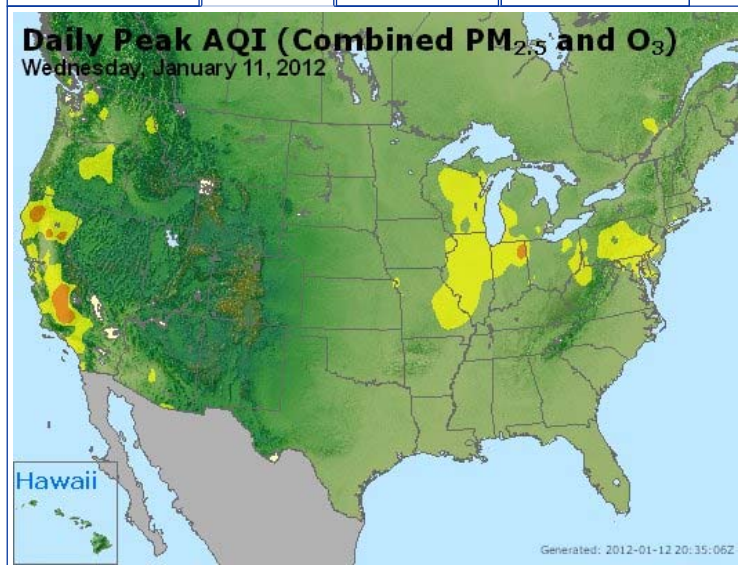 Daily Peak AQI (Combined PM2.5 and O3)
Wednesday, January 11, 2012
Hawaii
Generated: 2012-01-12 20:35:06Z